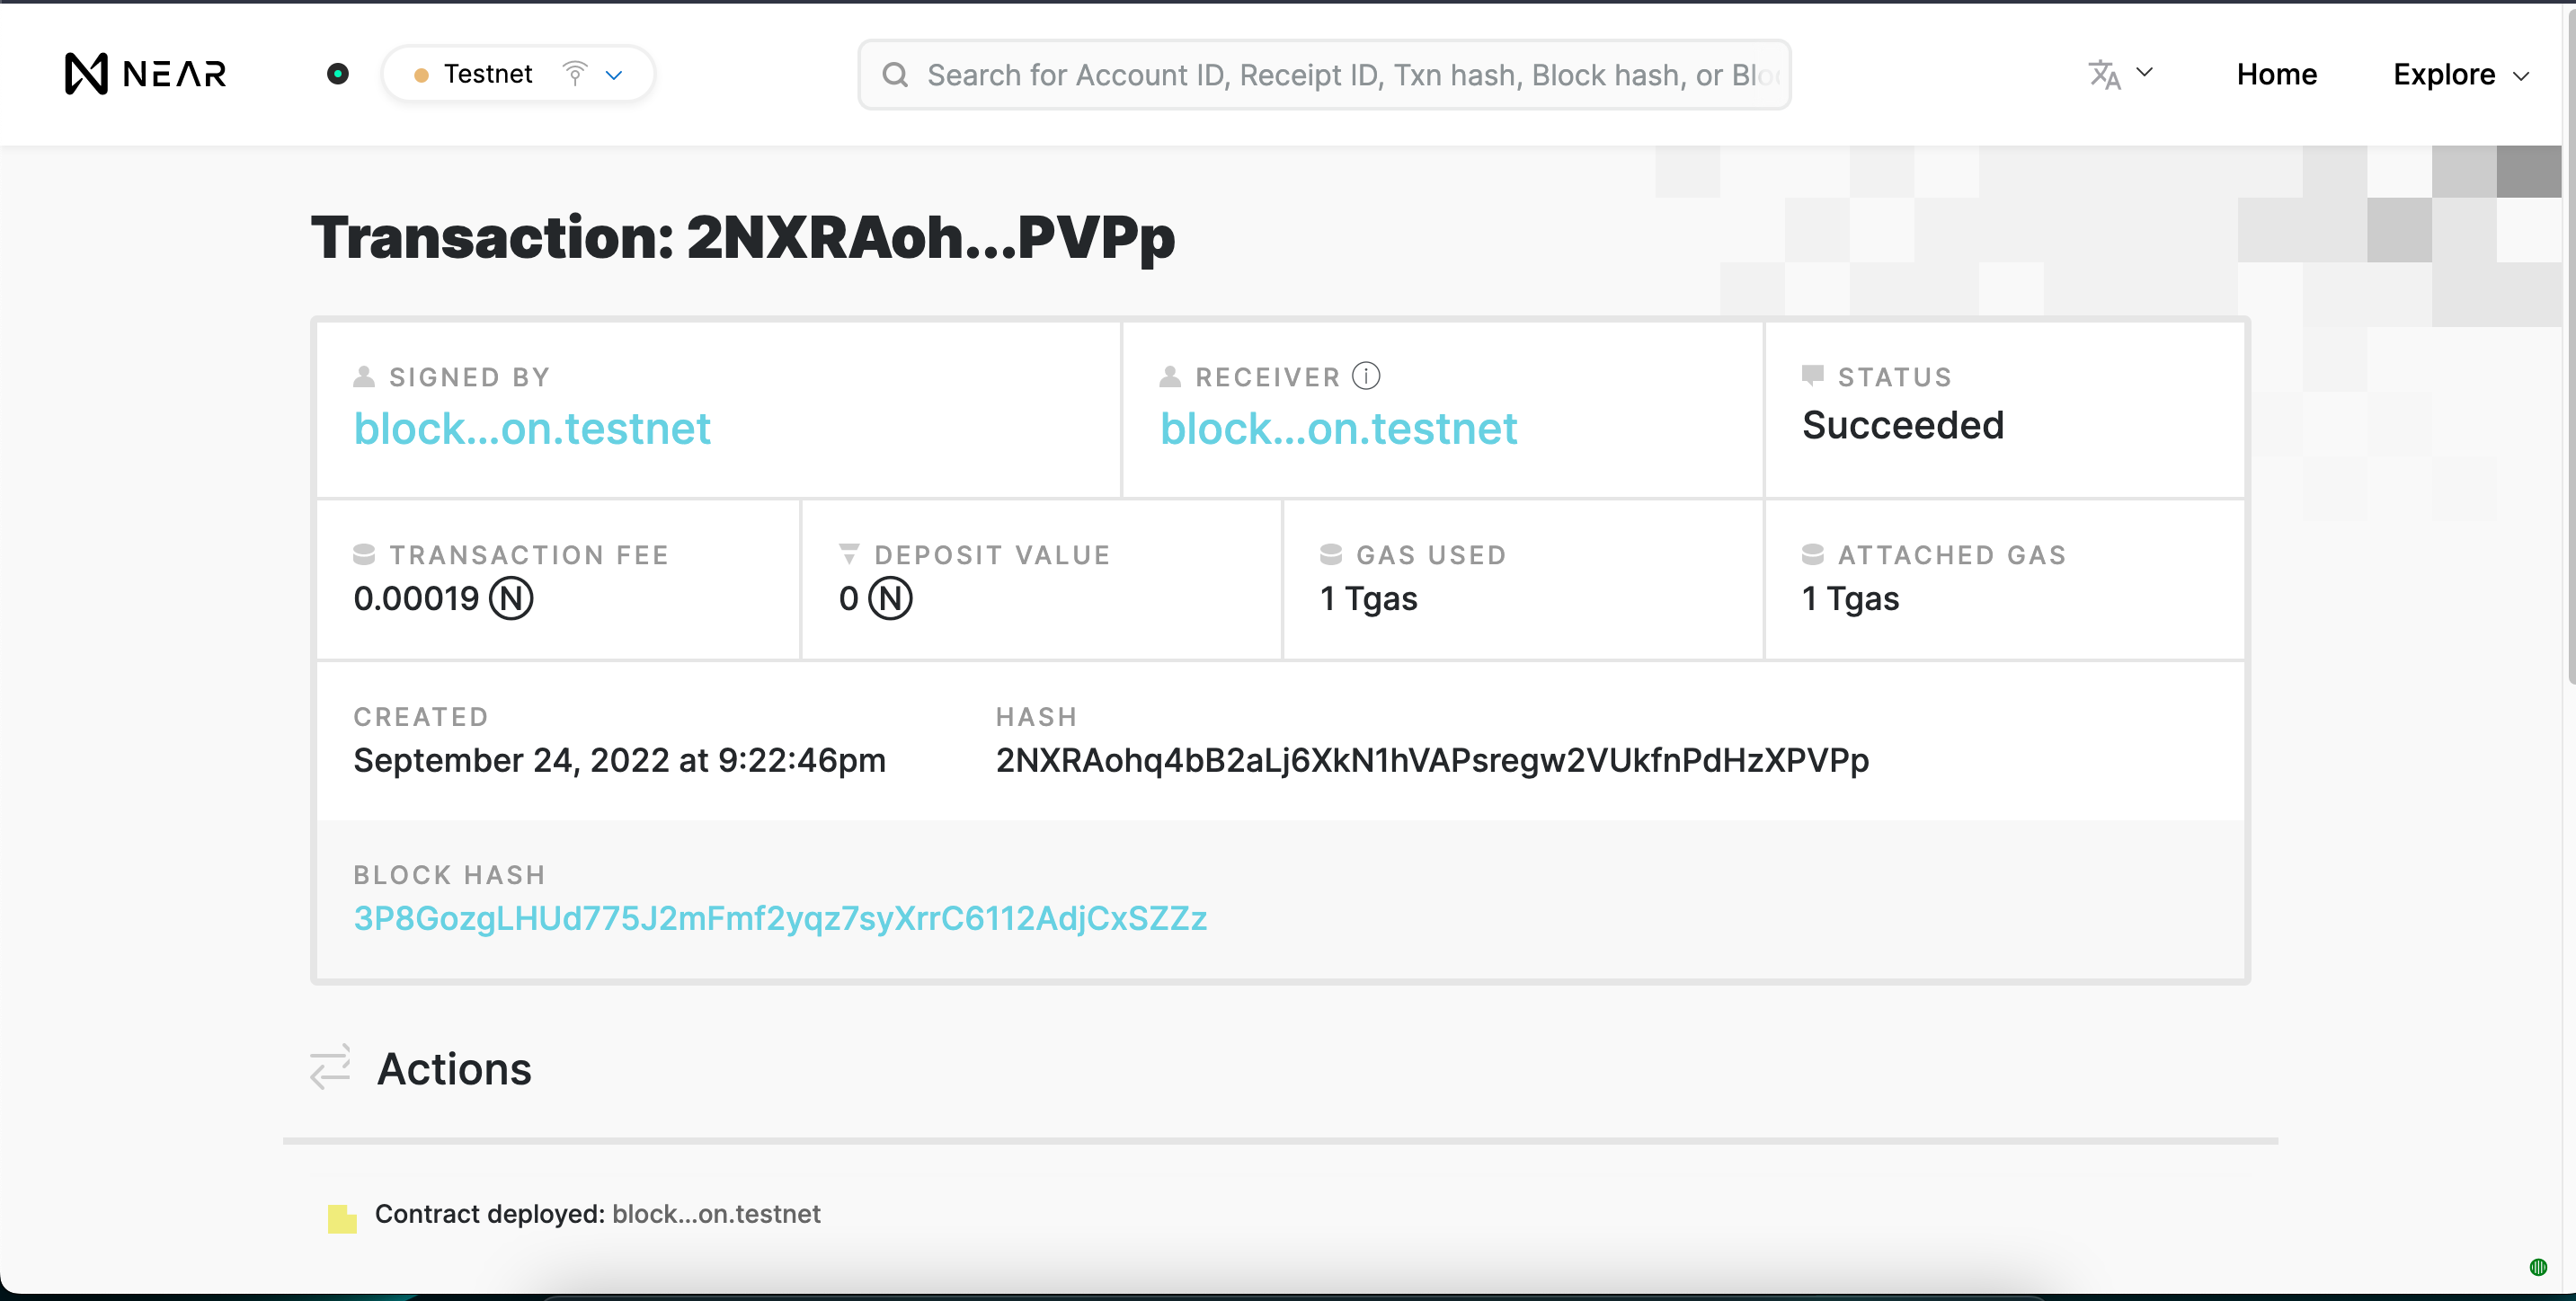 NEAR
Testnet
Search for Account ID, Receipt ID, Txn hash, Block hash, or Bloc
Home
Explore
Transaction: 2NXRAoh...PVPp
SIGNED BY
block...on.testnet
RECEIVER
block...on.testnet
STATUS
Succeeded
TRANSACTION FEE
0.00019 Ⓝ
DEPOSIT VALUE
0 Ⓝ
GAS USED
1 Tgas
ATTACHED GAS
1 Tgas
CREATED
September 24, 2022 at 9:22:46pm
HASH
2NXRAohq4bB2aLj6XkN1hVAPsregw2VUkfnPdHzXPVPp
BLOCK HASH
3P8GozgLHUd775J2mFmf2yqz7syXrrC6112AdjCxSZZz
Actions
Contract deployed: block...on.testnet